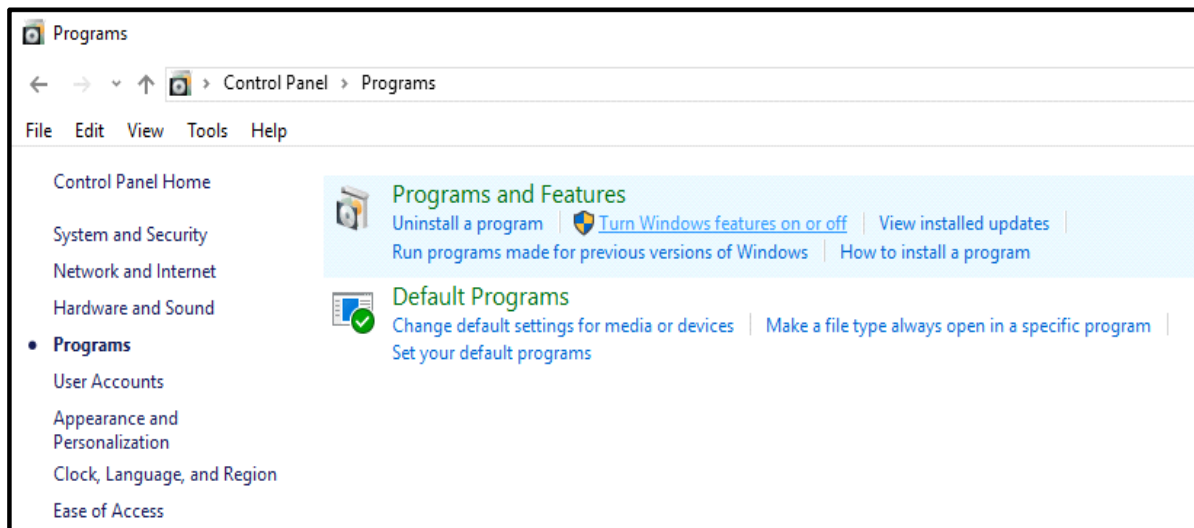 Programs
Control Panel > Programs
File Edit View Tools Help
Control Panel Home
System and Security
Network and Internet
Hardware and Sound
Programs
User Accounts
Appearance and
Personalization
Clock, Language, and Region
Ease of Access
Programs and Features
Uninstall a program Turn Windows features on or off View installed updates
Run programs made for previous versions of Windows How to install a program
Default Programs
Change default settings for media or devices Make a file type always open in a specific program
Set your default programs